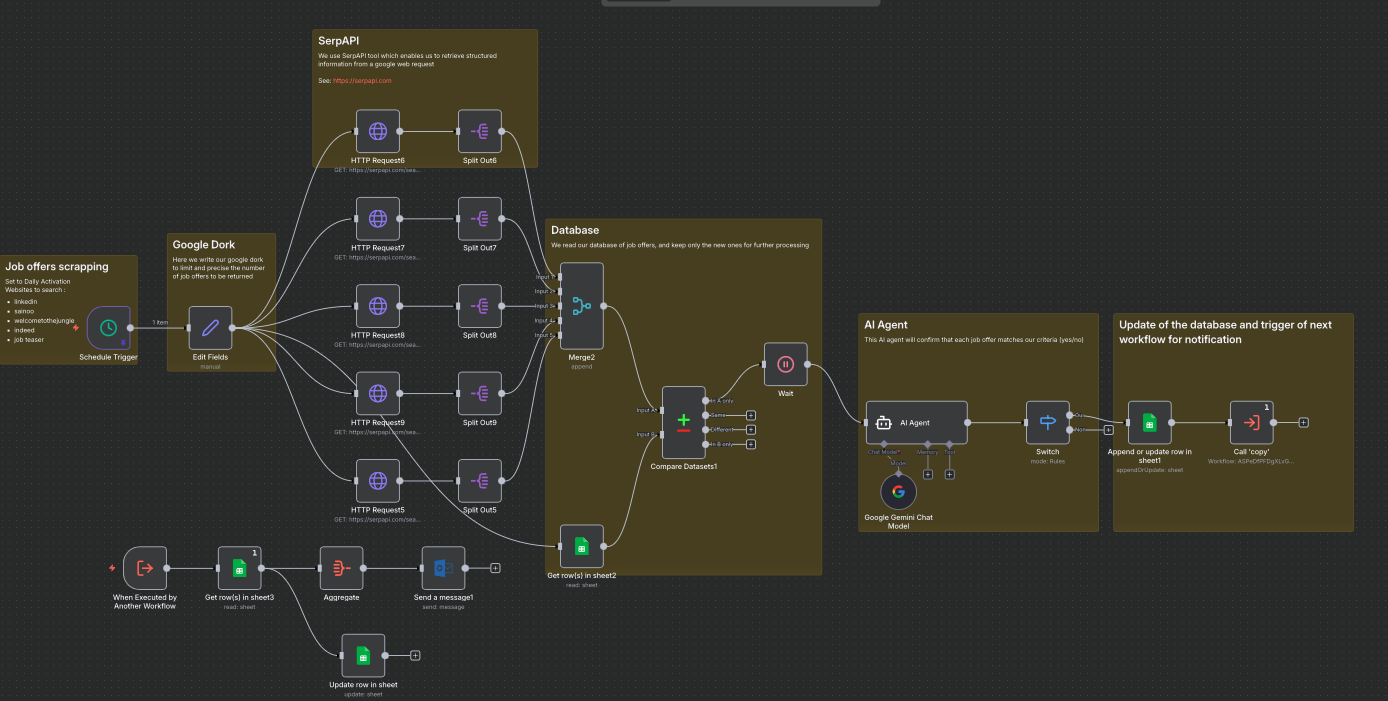 SerpAPI
We use SerpAPI tool which enables us to retrieve structured
information from a google web request
See: https://serpapi.com
HTTP Request6
GET: https://serpapi.com/sea...
Split Out6
HTTP Request7
GET: https://serpapi.com/sea...
Split Out7
Google Dork
Here we write our google dork
to limit and precise the number
of job offers to be returned
Job offers scrapping
Set to Daily Activation
Websites to search :
linkedin
sainoo
welcometothejungle
indeed
job teaser
Schedule Trigger
1 item
Edit Fields
manual
HTTP Request8
GET: https://serpapi.com/sea...
Split Out8
HTTP Request9
GET: https://serpapi.com/sea...
Split Out9
HTTP Request5
GET: https://serpapi.com/sea...
Split Out5
Database
We read our database of job offers, and keep only the new ones for further processing
Input 1
Input 2
Input 3
Input 4
Input 5
Merge2
append
Input A
Input B
In A only
Same
Different
In B only
Compare Datasets1
Wait
Get row(s) in sheet2
read: sheet
AI Agent
This AI agent will confirm that each job offer matches our criteria (yes/no)
AI Agent
Chat Model*
Memory
Tool
Model
Google Gemini Chat
Model
Oui
Non
Switch
mode: Rules
Update of the database and trigger of next
workflow for notification
Append or update row in
sheet1
appendOrUpdate: sheet
1
Call 'copy'
When Executed by
Another Workflow
1
Get row(s) in sheet3
read: sheet
Aggregate
Send a message1
send: message
Update row in sheet
update: sheet